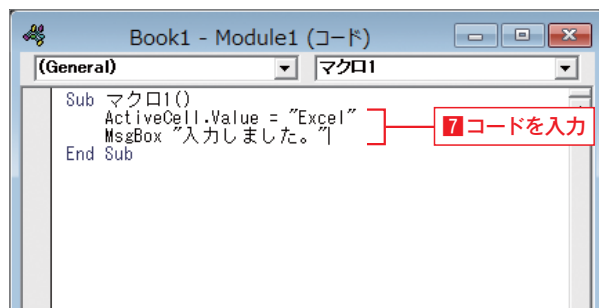 Book1 - Module1 (コード)
(General) マクロ1
Sub マクロ1()
ActiveCell.Value = "Excel"
MsgBox "入力しました。"
End Sub
7 コードを入力